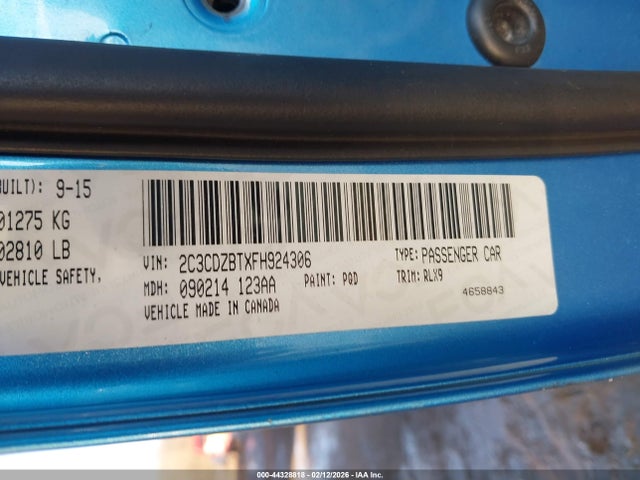 BUILT): 9-15
01275 KG
02810 LB
VEHICLE SAFETY,
VIN: 2C3CDZBTXFH924306
TYPE: PASSENGER CAR
MDH: 090214 123AA
PAINT: PQD
TRIM: RLX9
VEHICLE MADE IN CANADA
4658843
000-44328818 - 02/12/2026 - IAA Inc.